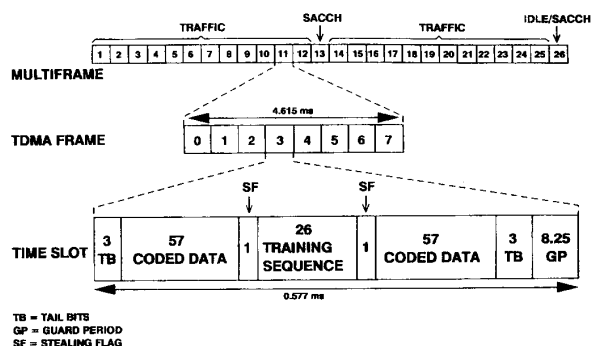 SACCH
IDLE/SACCH
TRAFFIC
TRAFFIC
1 2 3 4 5 6 7 8 9 10 11 12 13 14 15 16 17 18 19 20 21 22 23 24 25 26
MULTIFRAME
4.615 ms
TDMA FRAME
0 1 2 3 4 5 6 7
SF
SF
TIME SLOT
3 TB
57 CODED DATA
1
26 TRAINING SEQUENCE
1
57 CODED DATA
3 TB
8.25 GP
0.577 ms
TB = TAIL BITS
GP = GUARD PERIOD
SF = STEALING FLAG